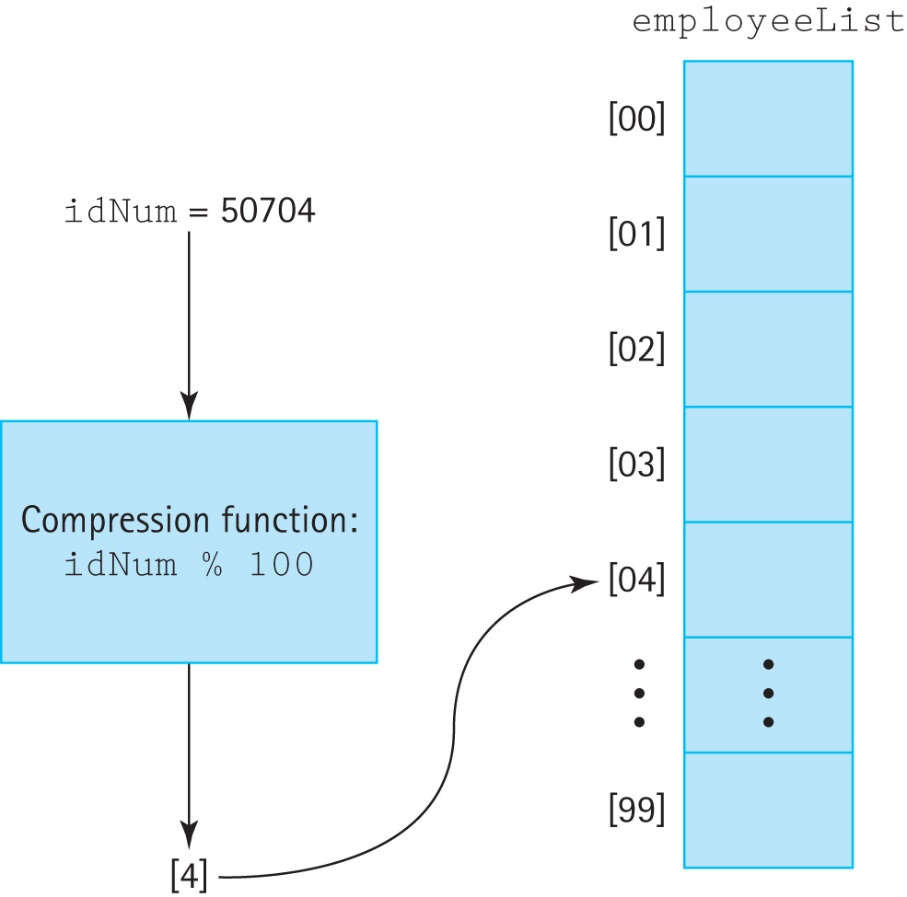 employeeList
[00]
idNum = 50704
[01]
[02]
[03]
Compression function:
idNum % 100
[04]
[99]
[4]